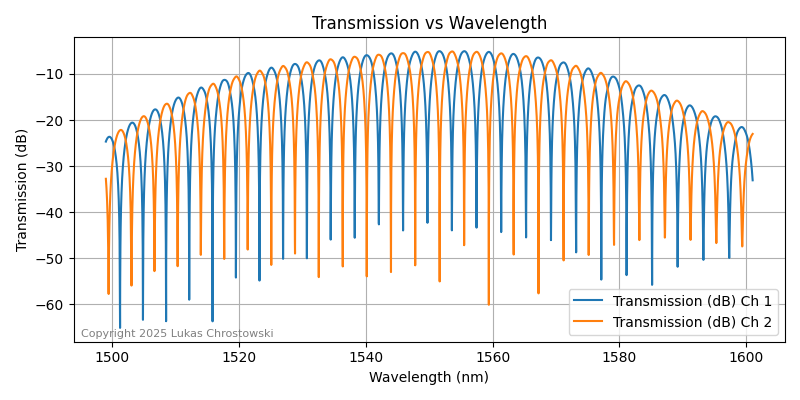 Transmission vs Wavelength
Transmission (dB)
−10
−20
−30
−40
−50
−60
Transmission (dB) Ch 1
Transmission (dB) Ch 2
Copyright 2025 Lukas Chrostowski
1500 1520 1540 1560 1580 1600
Wavelength (nm)